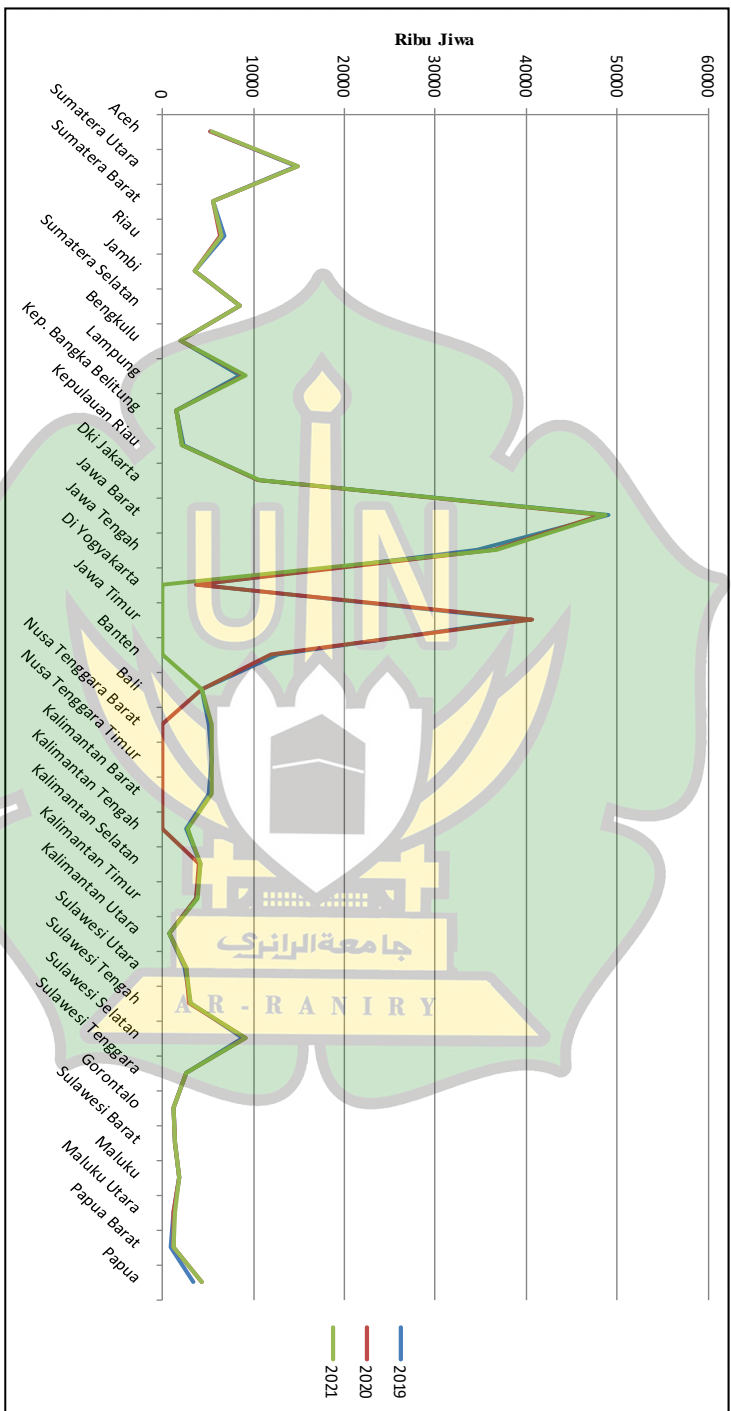 Ribu Jiwa
60000
50000
40000
30000
20000
10000
0
Aceh
Sumatera Utara
Sumatera Barat
Riau
Jambi
Sumatera Selatan
Bengkulu
Lampung
Kep. Bangka Belitung
Kepulauan Riau
Dki Jakarta
Jawa Barat
Jawa Tengah
Di Yogyakarta
Jawa Timur
Banten
Bali
Nusa Tenggara Barat
Nusa Tenggara Timur
Kalimantan Barat
Kalimantan Tengah
Kalimantan Selatan
Kalimantan Timur
Kalimantan Utara
Sulawesi Utara
Sulawesi Tengah
Sulawesi Selatan
Sulawesi Tenggara
Gorontalo
Sulawesi Barat
Maluku
Maluku Utara
Papua Barat
Papua
2019
2020
2021
UIN
جامعة الرانري
AR-RANIRY